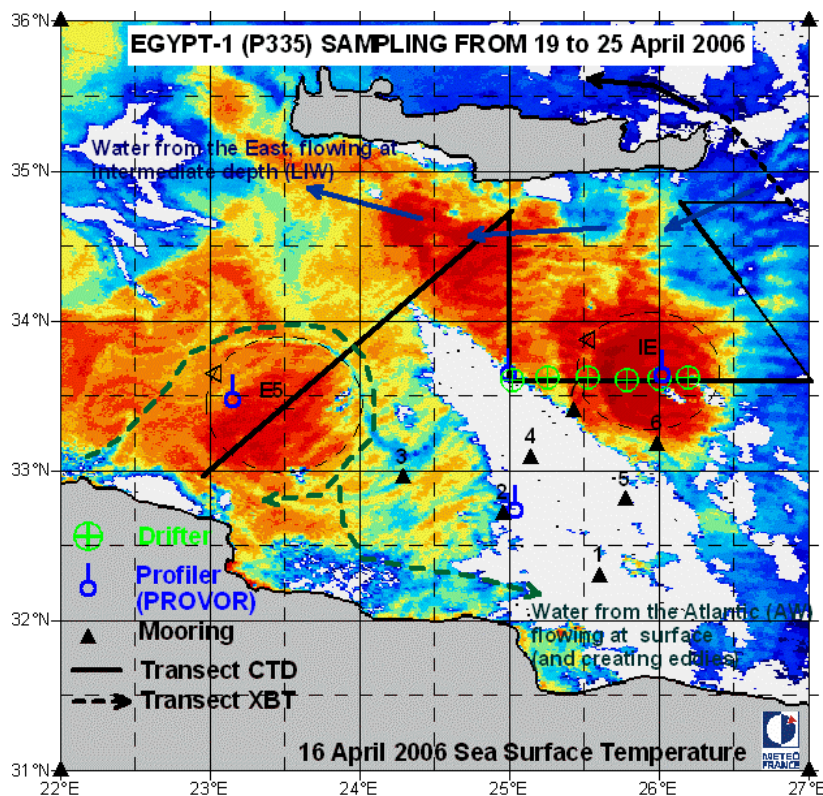 36°N
EGYPT-1 (P335) SAMPLING FROM 19 to 25 April 2006
35°N
Water from the East, flowing at
intermediate depth (LIW)
34°N
IE
E5
33°N
3
4
6
5
2
1
Drifter
Profiler
(PROVOR)
Mooring
Transect CTD
Transect XBT
32°N
Water from the Atlantic (AW)
flowing at surface
(and creating eddies)
16 April 2006 Sea Surface Temperature
METEO
FRANCE
31°N
22°E 23°E 24°E 25°E 26°E 27°E